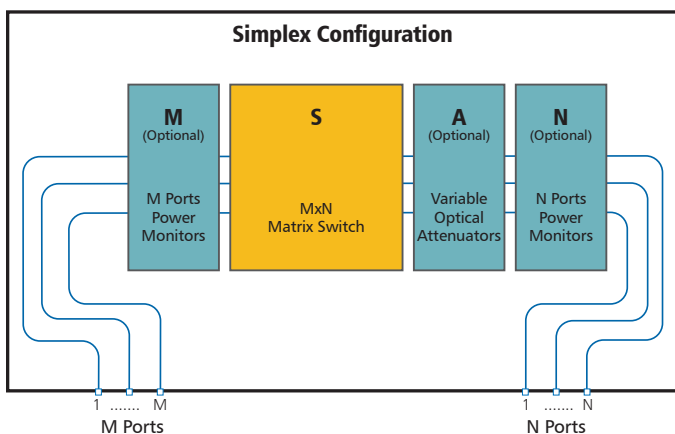 Simplex Configuration
M
(Optional)
M Ports
Power
Monitors
S
MxN
Matrix Switch
A
(Optional)
Variable
Optical
Attenuators
N
(Optional)
N Ports
Power
Monitors
1 ....... M
M Ports
1 ....... N
N Ports